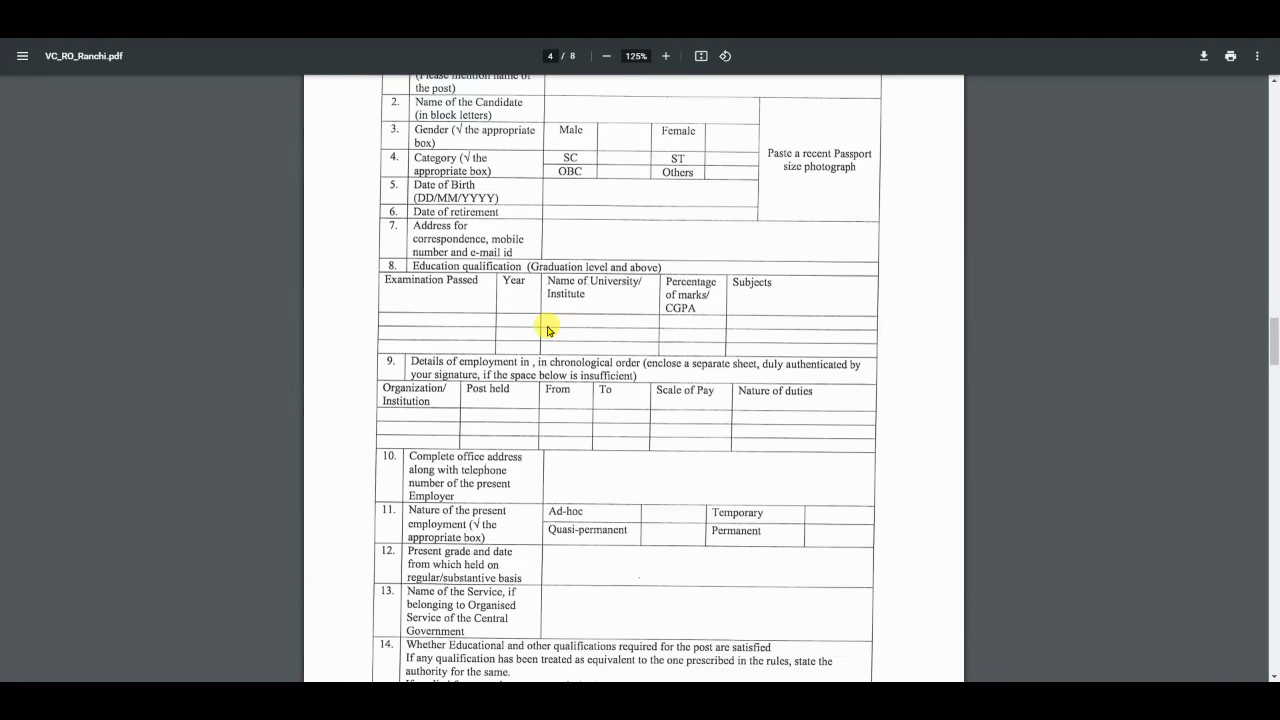 VC_RO_Ranchi.pdf
4 / 8
125%
(Please mention name of
the post)
2. Name of the Candidate
(in block letters)
3. Gender (√ the appropriate
box)
Male Female
4. Category (√ the
appropriate box)
SC ST
OBC Others
Paste a recent Passport
size photograph
5. Date of Birth
(DD/MM/YYYY)
6. Date of retirement
7. Address for
correspondence, mobile
number and e-mail id
8. Education qualification (Graduation level and above)
Examination Passed Year Name of University/
Institute
Percentage
of marks/
CGPA
Subjects
9. Details of employment in , in chronological order (enclose a separate sheet, duly authenticated by
your signature, if the space below is insufficient)
Organization/
Institution
Post held From To Scale of Pay Nature of duties
10. Complete office address
along with telephone
number of the present
Employer
11. Nature of the present
employment (√ the
appropriate box)
Ad-hoc Temporary
Quasi-permanent Permanent
12. Present grade and date
from which held on
regular/substantive basis
13. Name of the Service, if
belonging to Organised
Service of the Central
Government
14. Whether Educational and other qualifications required for the post are satisfied
If any qualification has been treated as equivalent to the one prescribed in the rules, state the
authority for the same.